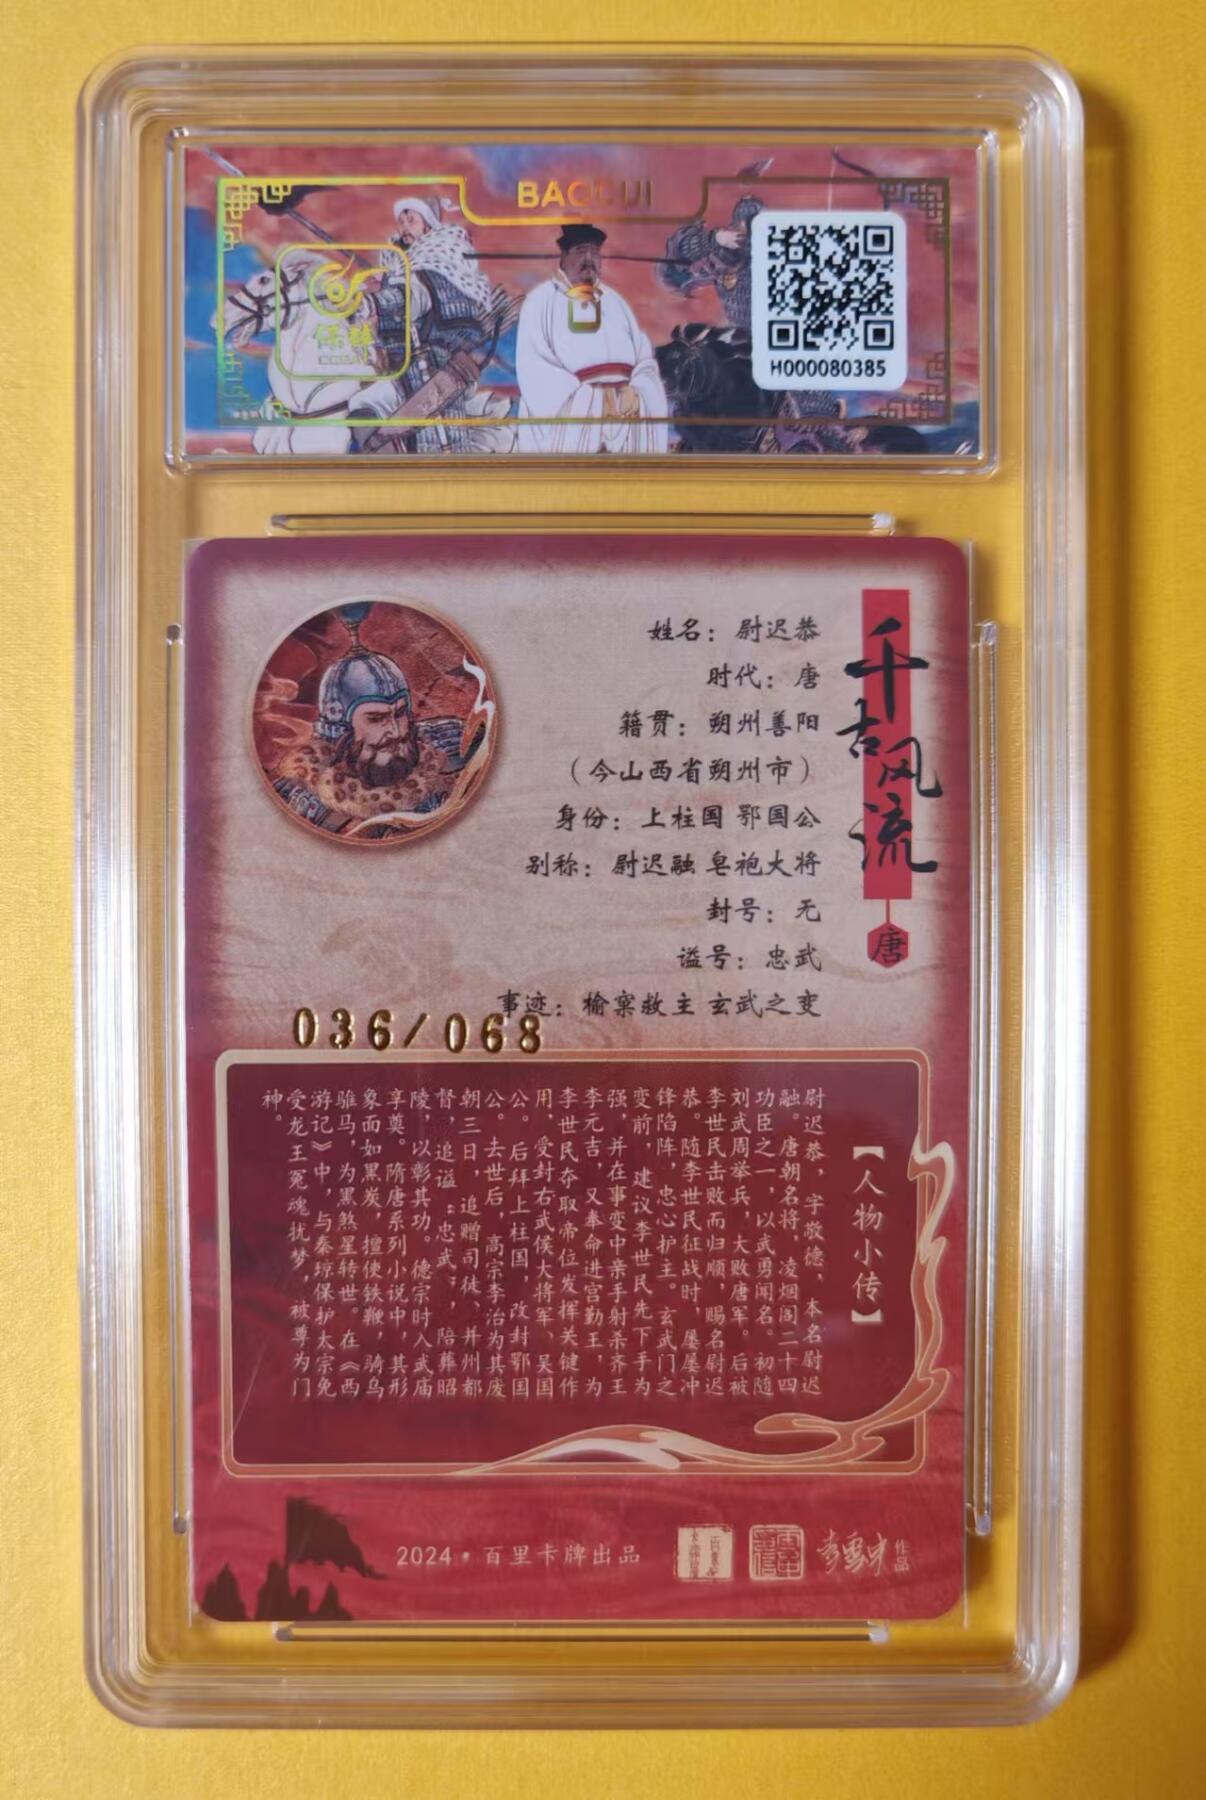 BAOCUI
保粹
H000080385
千古风流
唐
姓名：尉迟恭
时代：唐
籍贯：朔州善阳
（今山西省朔州市）
身份：上柱国 鄂国公
别称：尉迟融 皂袍大将
封号：无
谥号：忠武
事迹：榆窠救主 玄武之变
036/068
【人物小传】
尉迟恭，字敬德，本名尉迟
融。唐朝名将，凌烟阁二十四
功臣之一，以武勇闻名。初随
刘武周举兵，大败唐军。后被
李世民击败而归顺，赐名尉迟
恭。随李世民征战时，屡屡冲
锋陷阵，忠心护主。玄武门之
变前，建议李世民先下手为
强，并在事变中亲手射杀齐王
李元吉，又奉命进宫勤王，为
李世民夺取帝位发挥关键作
用，受封右武侯大将军、吴国
公。后拜上柱国，改封鄂国
公。去世后，高宗李治为其废
朝三日，追赠司徒、并州都
督，追谥“忠武”，陪葬昭
陵，以彰其功。德宗时入武庙
享奠。隋唐系列小说中，其形
象面如黑炭，擅使铁鞭，骑乌
骓马，为黑煞星转世。在《西
游记》中，与秦琼保护太宗免
受龙王冤魂扰梦，被尊为门
神。
2024·百里卡牌出品
李云中作品